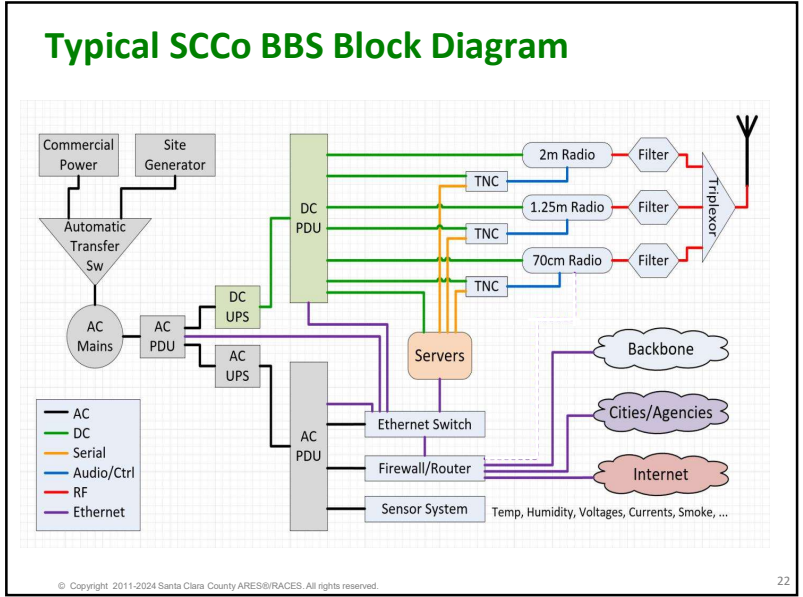 Typical SCCo BBS Block Diagram
Commercial
Power
Site
Generator
Automatic
Transfer
Sw
AC
Mains
AC
PDU
DC
UPS
AC
UPS
DC
PDU
AC
PDU
2m Radio
Filter
TNC
1.25m Radio
Filter
TNC
70cm Radio
Filter
TNC
Triplexor
Servers
Ethernet Switch
Firewall/Router
Sensor System
Temp, Humidity, Voltages, Currents, Smoke, ...
Backbone
Cities/Agencies
Internet
AC
DC
Serial
Audio/Ctrl
RF
Ethernet
© Copyright 2011-2024 Santa Clara County ARES®/RACES. All rights reserved.
22